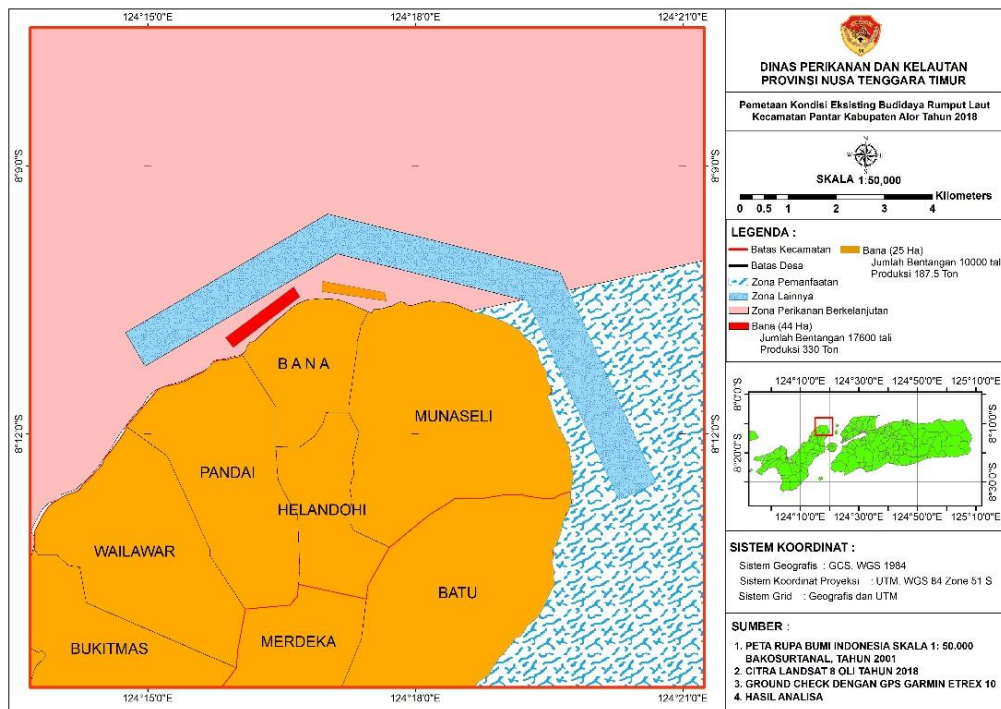 124°15'0"E 124°18'0"E 124°21'0"E
8°9'0"S
8°9'0"S
8°12'0"S
8°12'0"S
BANA
MUNASELI
PANDAI
HELANDOHI
WAILAWAR
BATU
BUKITMAS
MERDEKA
124°15'0"E 124°18'0"E 124°21'0"E
DINAS PERIKANAN DAN KELAUTAN
PROVINSI NUSA TENGGARA TIMUR
Pemetaan Kondisi Eksisting Budidaya Rumput Laut
Kecamatan Pantar Kabupaten Alor Tahun 2018
N
W E
S
SKALA 1:50,000
Kilometers
0 0.5 1 2 3 4
LEGENDA :
Batas Kecamatan
Batas Desa
Zona Pemanfaatan
Zona Lainnya
Zona Perikanan Berkelanjutan
Bana (44 Ha)
Jumlah Bentangan 17600 tali
Produksi 330 Ton
Bana (25 Ha)
Jumlah Bentangan 10000 tali
Produksi 187.5 Ton
124°10'0"E 124°30'0"E 124°50'0"E 125°10'0"E
8°0'0"S
8°10'0"S
8°20'0"S
8°30'0"S
124°10'0"E 124°30'0"E 124°50'0"E 125°10'0"E
SISTEM KOORDINAT :
Sistem Geografis : GCS. WGS 1984
Sistem Koordinat Proyeksi : UTM. WGS 84 Zone 51 S
Sistem Grid : Geografis dan UTM
SUMBER :
1. PETA RUPA BUMI INDONESIA SKALA 1: 50.000
BAKOSURTANAL, TAHUN 2001
2. CITRA LANDSAT 8 OLI TAHUN 2018
3. GROUND CHECK DENGAN GPS GARMIN ETREX 10
4. HASIL ANALISA